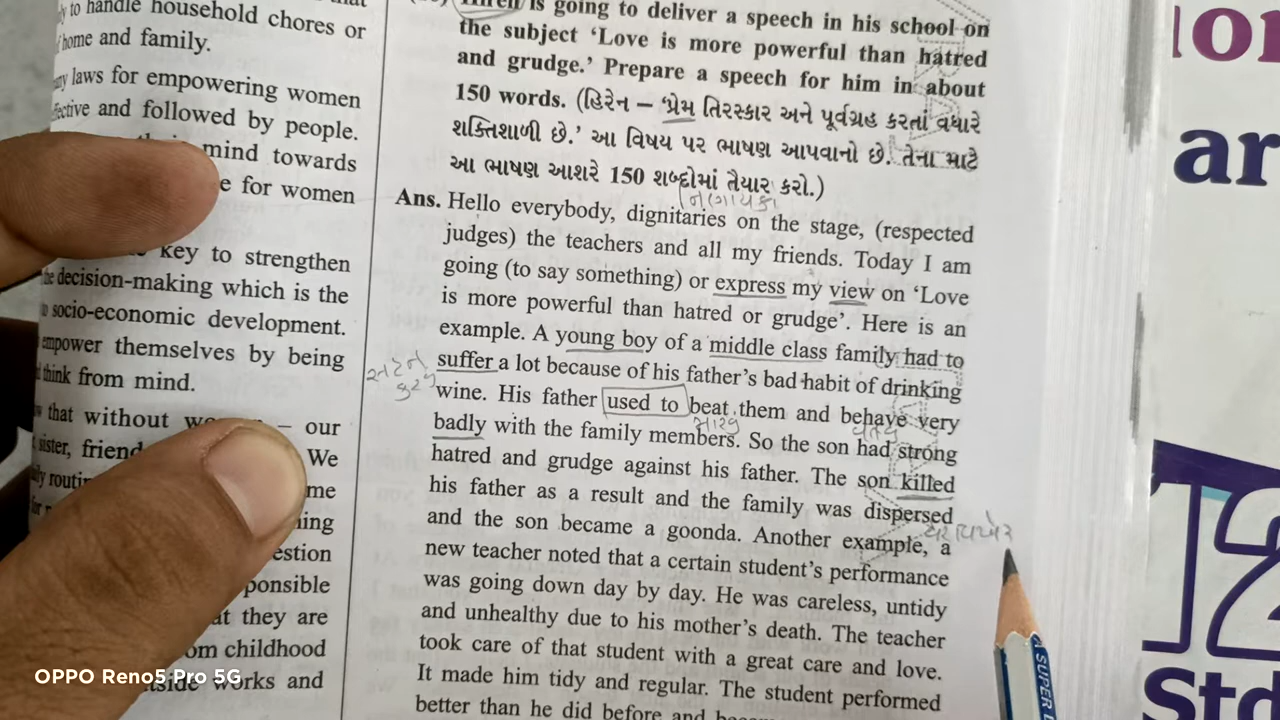 to handle household chores or
home and family.
laws for empowering women
and followed by people.
mind towards
for women
key to strengthen
decision-making which is the
socio-economic development.
empower themselves by being
think from mind.
that without – our
sister, friend We
me
ponsible
they are
childhood
works and
is going to deliver a speech in his school on
the subject ‘Love is more powerful than hatred
and grudge.’ Prepare a speech for him in about
150 words. (હિરેન – ‘પ્રેમ તિરસ્કાર અને પૂર્વગ્રહ કરતાં વધારે
શક્તિશાળી છે.’ આ વિષય પર ભાષણ આપવાનો છે. તેના માટે
આ ભાષણ આશરે 150 શબ્દોમાં તૈયાર કરો.)
Ans. Hello everybody, dignitaries on the stage, (respected
judges) the teachers and all my friends. Today I am
going (to say something) or express my view on ‘Love
is more powerful than hatred or grudge’. Here is an
example. A young boy of a middle class family had to
suffer a lot because of his father’s bad habit of drinking
wine. His father used to beat them and behave very
badly with the family members. So the son had strong
hatred and grudge against his father. The son killed
his father as a result and the family was dispersed
and the son became a goonda. Another example, a
new teacher noted that a certain student’s performance
was going down day by day. He was careless, untidy
and unhealthy due to his mother’s death. The teacher
took care of that student with a great care and love.
It made him tidy and regular. The student performed
better than he did before and
ar
12
Std
SUPER
OPPO Reno5 Pro 5G